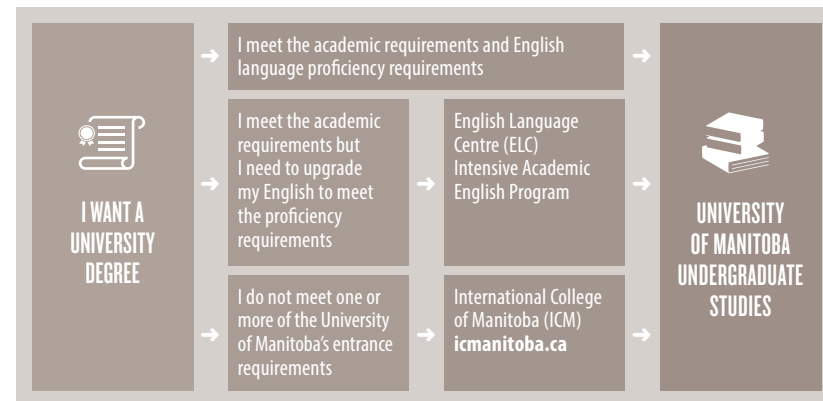 I WANT A
UNIVERSITY
DEGREE
I meet the academic requirements and English
language proficiency requirements
I meet the academic
requirements but
I need to upgrade
my English to meet
the proficiency
requirements
English Language
Centre (ELC)
Intensive Academic
English Program
I do not meet one or
more of the University
of Manitoba's entrance
requirements
International College
of Manitoba (ICM)
icmanitoba.ca
UNIVERSITY
OF MANITOBA
UNDERGRADUATE
STUDIES